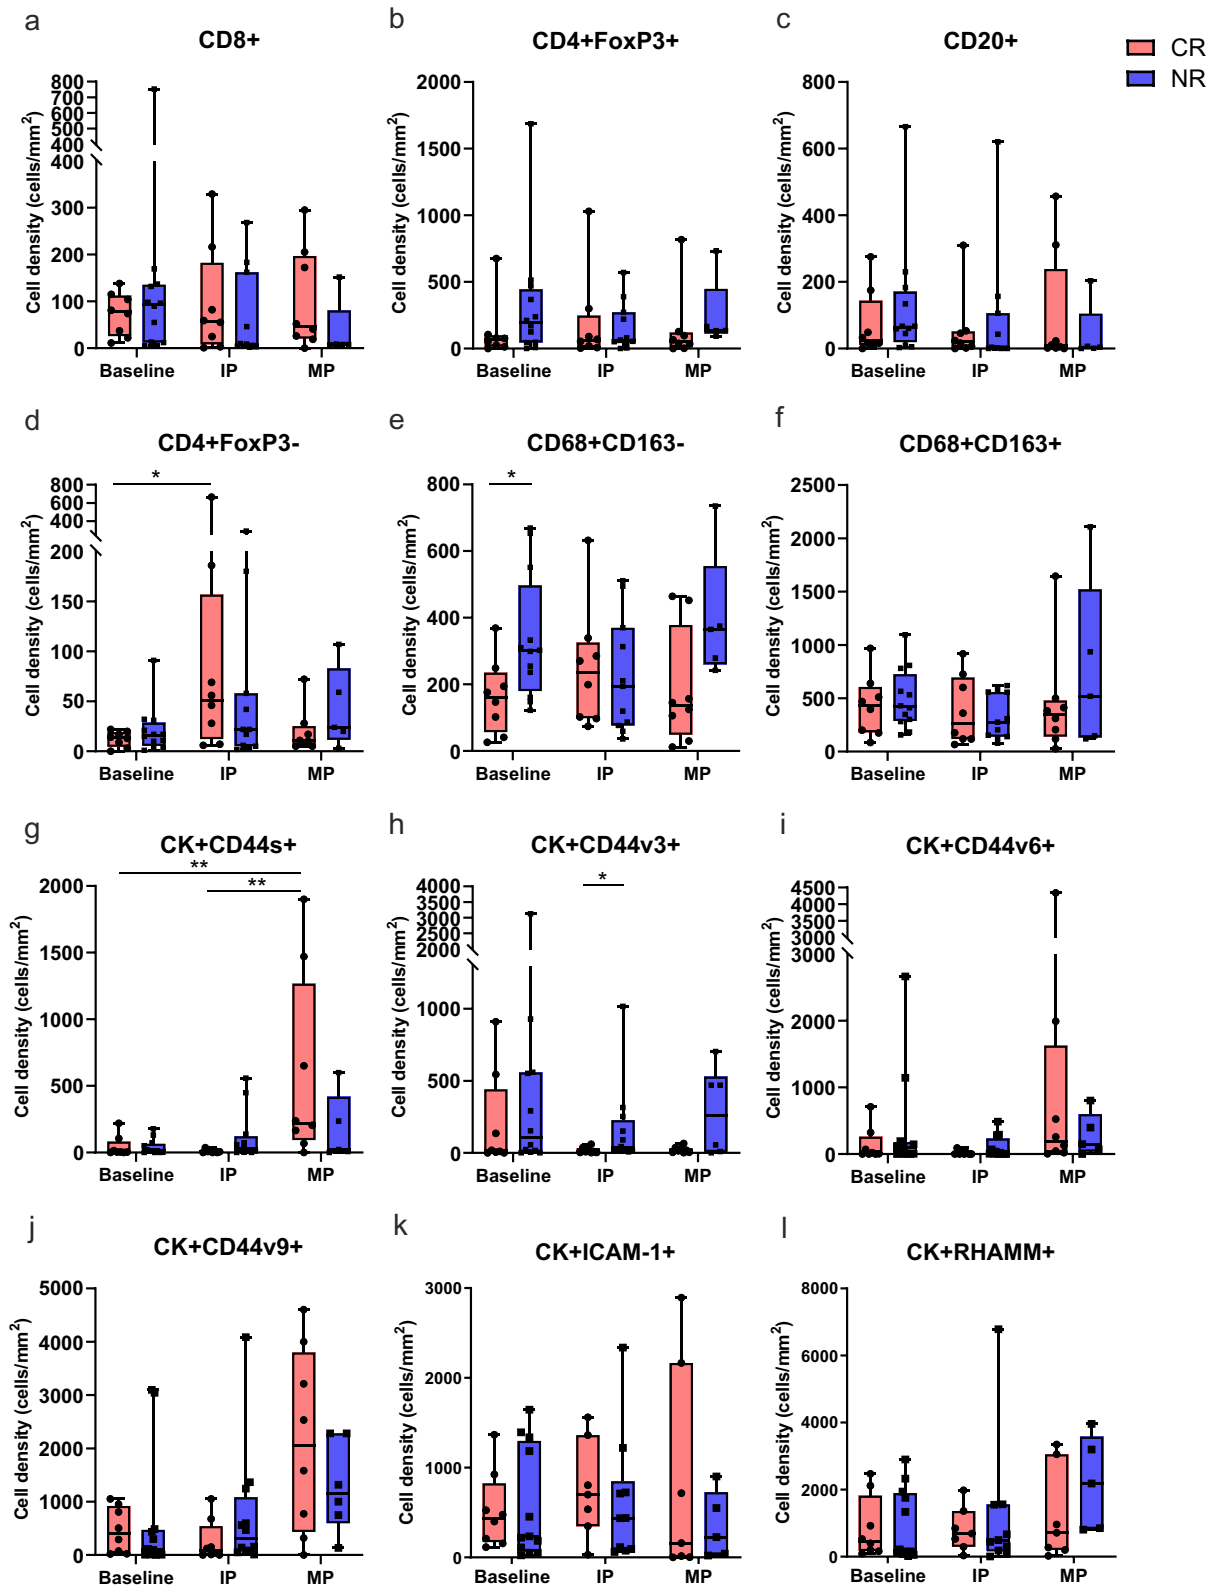 a
CD8+
b
CD4+FoxP3+
c
CD20+
CR
NR
Cell density (cells/mm²)
800
700
600
500
400
400
300
200
100
0
Baseline
IP
MP
Cell density (cells/mm²)
2000
1500
1000
500
0
Baseline
IP
MP
Cell density (cells/mm²)
800
600
400
200
0
Baseline
IP
MP
d
CD4+FoxP3-
e
CD68+CD163-
f
CD68+CD163+
Cell density (cells/mm²)
800
600
400
200
150
100
50
0
*
Baseline
IP
MP
Cell density (cells/mm²)
800
600
400
200
0
*
Baseline
IP
MP
Cell density (cells/mm²)
2500
2000
1500
1000
500
0
Baseline
IP
MP
g
CK+CD44s+
h
CK+CD44v3+
i
CK+CD44v6+
Cell density (cells/mm²)
2000
1500
1000
500
0
**
**
Baseline
IP
MP
Cell density (cells/mm²)
4000
3500
3000
2500
2000
1000
500
0
*
Baseline
IP
MP
Cell density (cells/mm²)
4500
4000
3500
3000
3000
2000
1000
0
Baseline
IP
MP
j
CK+CD44v9+
k
CK+ICAM-1+
l
CK+RHAMM+
Cell density (cells/mm²)
5000
4000
3000
2000
1000
0
Baseline
IP
MP
Cell density (cells/mm²)
3000
2000
1000
0
Baseline
IP
MP
Cell density (cells/mm²)
8000
6000
4000
2000
0
Baseline
IP
MP